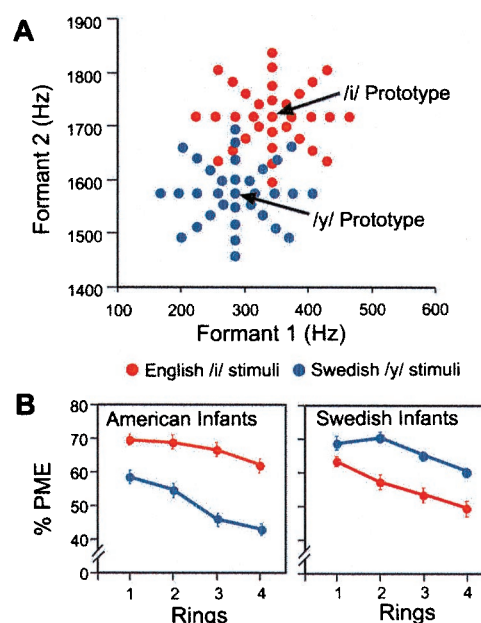 A
1900
1800
1700
1600
1500
1400
Formant 2 (Hz)
/i/ Prototype
/y/ Prototype
100 200 300 400 500 600
Formant 1 (Hz)
English /i/ stimuli Swedish /y/ stimuli
B
80
70
60
50
40
0
% PME
American Infants
Swedish Infants
1 2 3 4
1 2 3 4
Rings
Rings